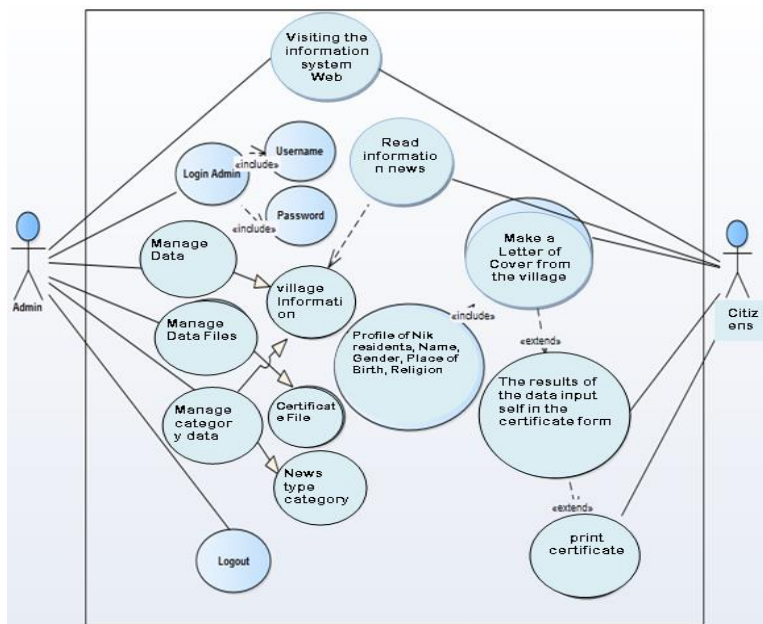 Visiting the
information
system
Web
Username
«include»
Login Admin
Read
informatio
n news
Password
«include»
Make a
Letter of
Cover from
the village
Manage
Data
village
Informati
on
Admin
Citiz
ens
Manage
Data Files
Profile of Nik
residents, Name,
Gender, Place of
Birth, Religion
«include»
«extend»
The results of
the data input
self in the
certificate form
Manage
categor
y data
Certificat
e File
News
type
category
«extend»
print
certificate
Logout